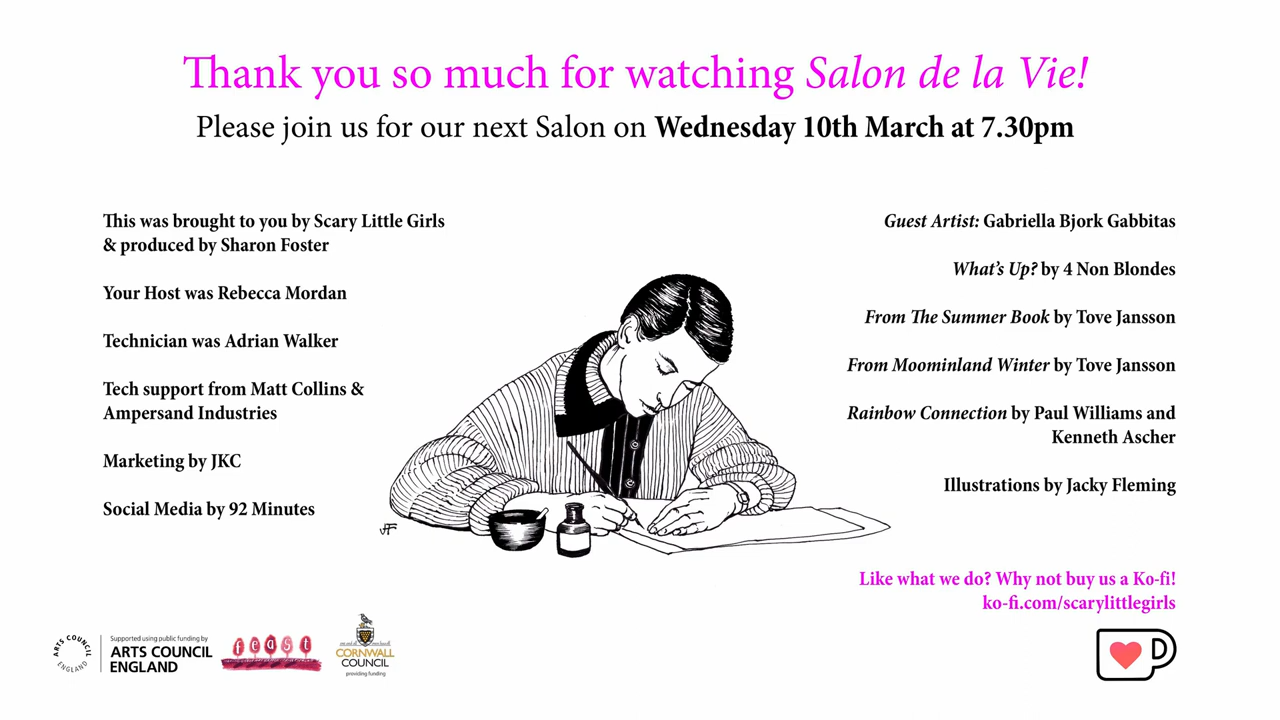 Thank you so much for watching Salon de la Vie!
Please join us for our next Salon on Wednesday 10th March at 7.30pm
This was brought to you by Scary Little Girls
& produced by Sharon Foster
Your Host was Rebecca Mordan
Technician was Adrian Walker
Tech support from Matt Collins &
Ampersand Industries
Marketing by JKC
Social Media by 92 Minutes
Guest Artist: Gabriella Bjork Gabbitas
What's Up? by 4 Non Blondes
From The Summer Book by Tove Jansson
From Moominland Winter by Tove Jansson
Rainbow Connection by Paul Williams and
Kenneth Ascher
Illustrations by Jacky Fleming
Like what we do? Why not buy us a Ko-fi!
ko-fi.com/scarylittlegirls
JF
ARTS COUNCIL
ENGLAND
Supported using public funding by
ARTS COUNCIL
ENGLAND
feast
CORNWALL
COUNCIL
providing funding